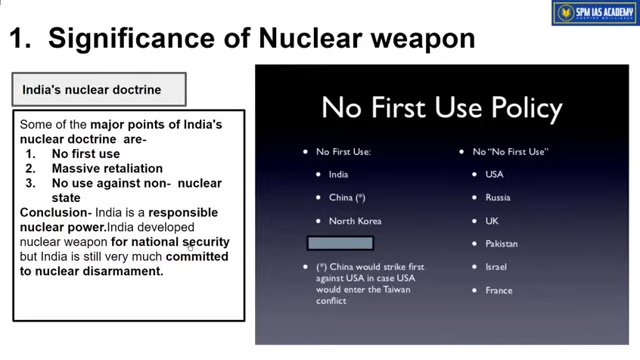 SPM IAS ACADEMY
1. Significance of Nuclear weapon
India's nuclear doctrine
Some of the major points of India's
nuclear doctrine are-
1. No first use
2. Massive retaliation
3. No use against non- nuclear
state
Conclusion- India is a responsible
nuclear power.India developed
nuclear weapon for national security
but India is still very much committed
to nuclear disarmament.
No First Use Policy
• No First Use:
• India
• China (*)
• North Korea
• (*) China would strike first
against USA in case USA
would enter the Taiwan
conflict
• No "No First Use"
• USA
• Russia
• UK
• Pakistan
• Israel
• France